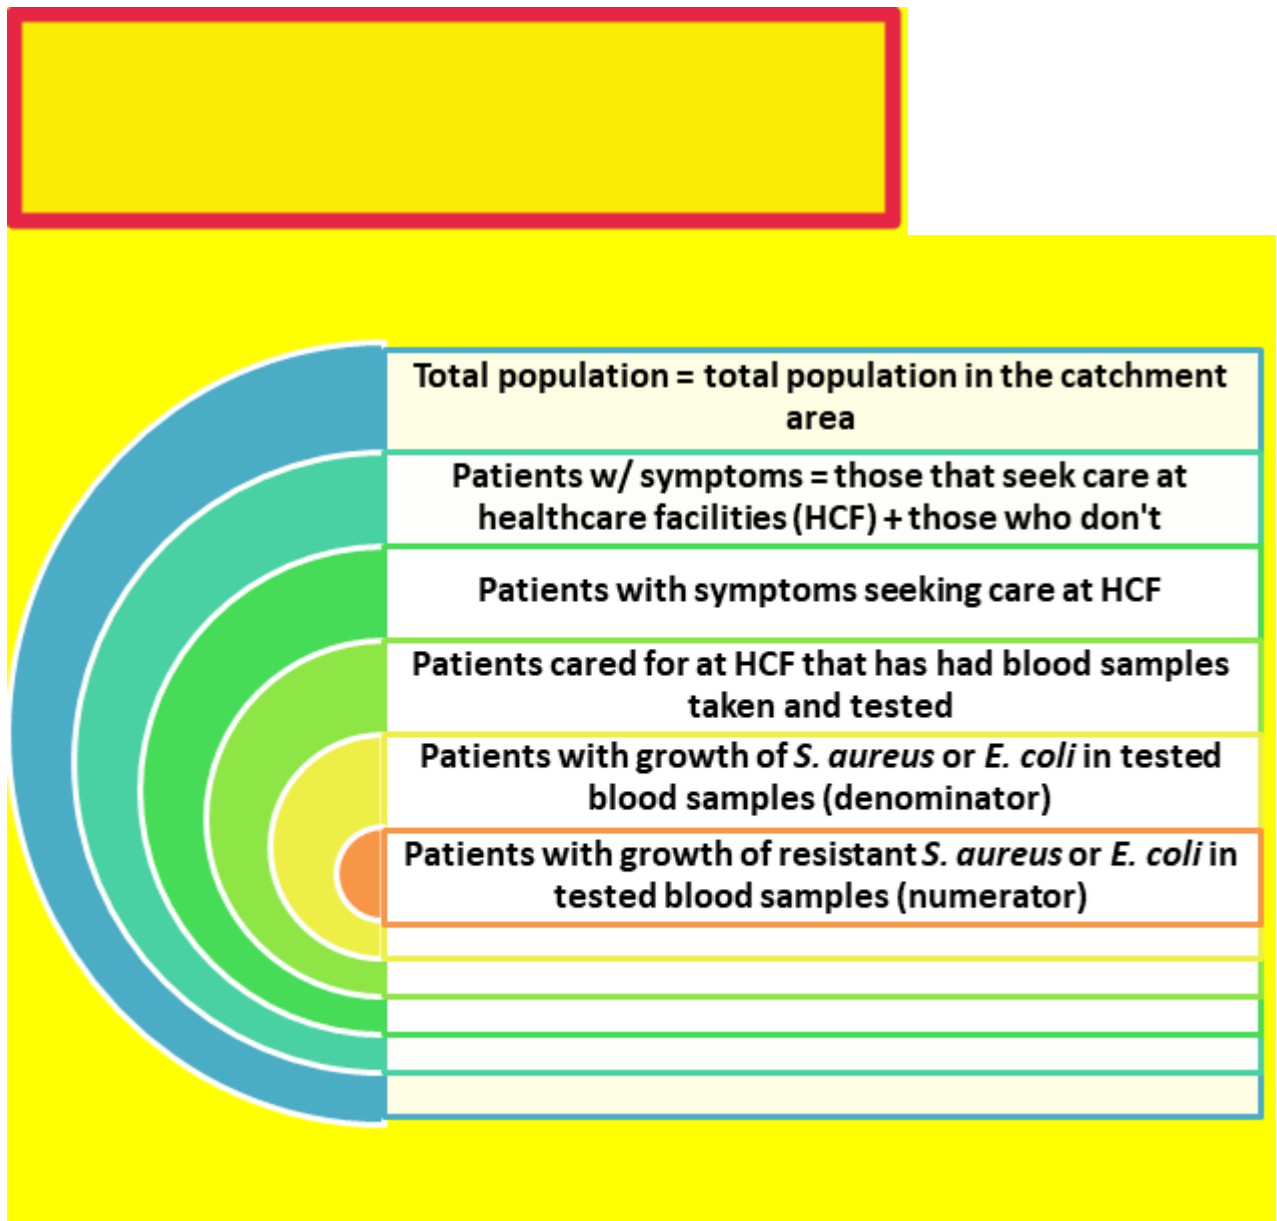 Total population = total population in the catchment
area
Patients w/ symptoms = those that seek care at
healthcare facilities (HCF) + those who don't
Patients with symptoms seeking care at HCF
Patients cared for at HCF that has had blood samples
taken and tested
Patients with growth of S. aureus or E. coli in tested
blood samples (denominator)
Patients with growth of resistant S. aureus or E. coli in
tested blood samples (numerator)